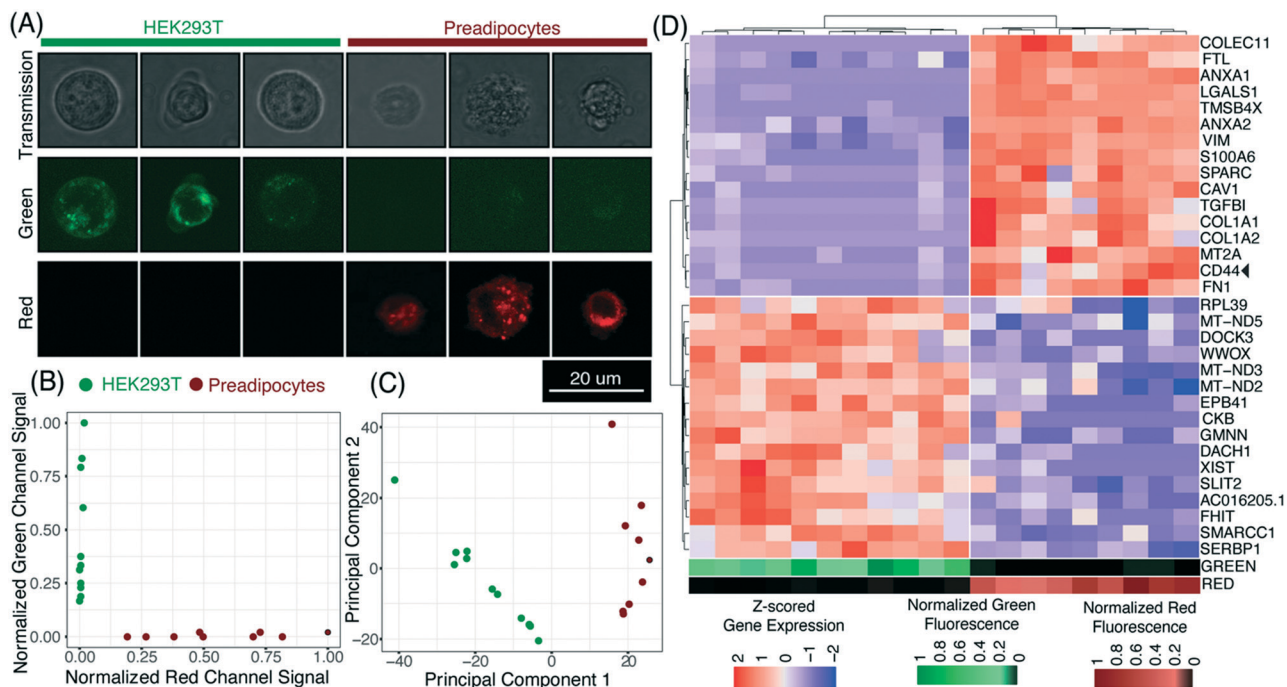 (A)
HEK293T
Preadipocytes
Transmission
Green
Red
20 um
(B)
HEK293T
Preadipocytes
Normalized Green Channel Signal
1.00
0.75
0.50
0.25
0.00
0.00
0.25
0.50
0.75
1.00
Normalized Red Channel Signal
(C)
Principal Component 2
40
20
0
−20
−40
−20
0
20
Principal Component 1
(D)
COLEC11
FTL
ANXA1
LGALS1
TMSB4X
ANXA2
VIM
S100A6
SPARC
CAV1
TGFBI
COL1A1
COL1A2
MT2A
CD44
FN1
RPL39
MT−ND5
DOCK3
WWOX
MT−ND3
MT−ND2
EPB41
CKB
GMNN
DACH1
XIST
SLIT2
AC016205.1
FHIT
SMARCC1
SERBP1
GREEN
RED
Z-scored
Gene Expression
2
1
0
-1
-2
Normalized Green
Fluorescence
1
0.8
0.6
0.4
0.2
0
Normalized Red
Fluorescence
1
0.8
0.6
0.4
0.2
0